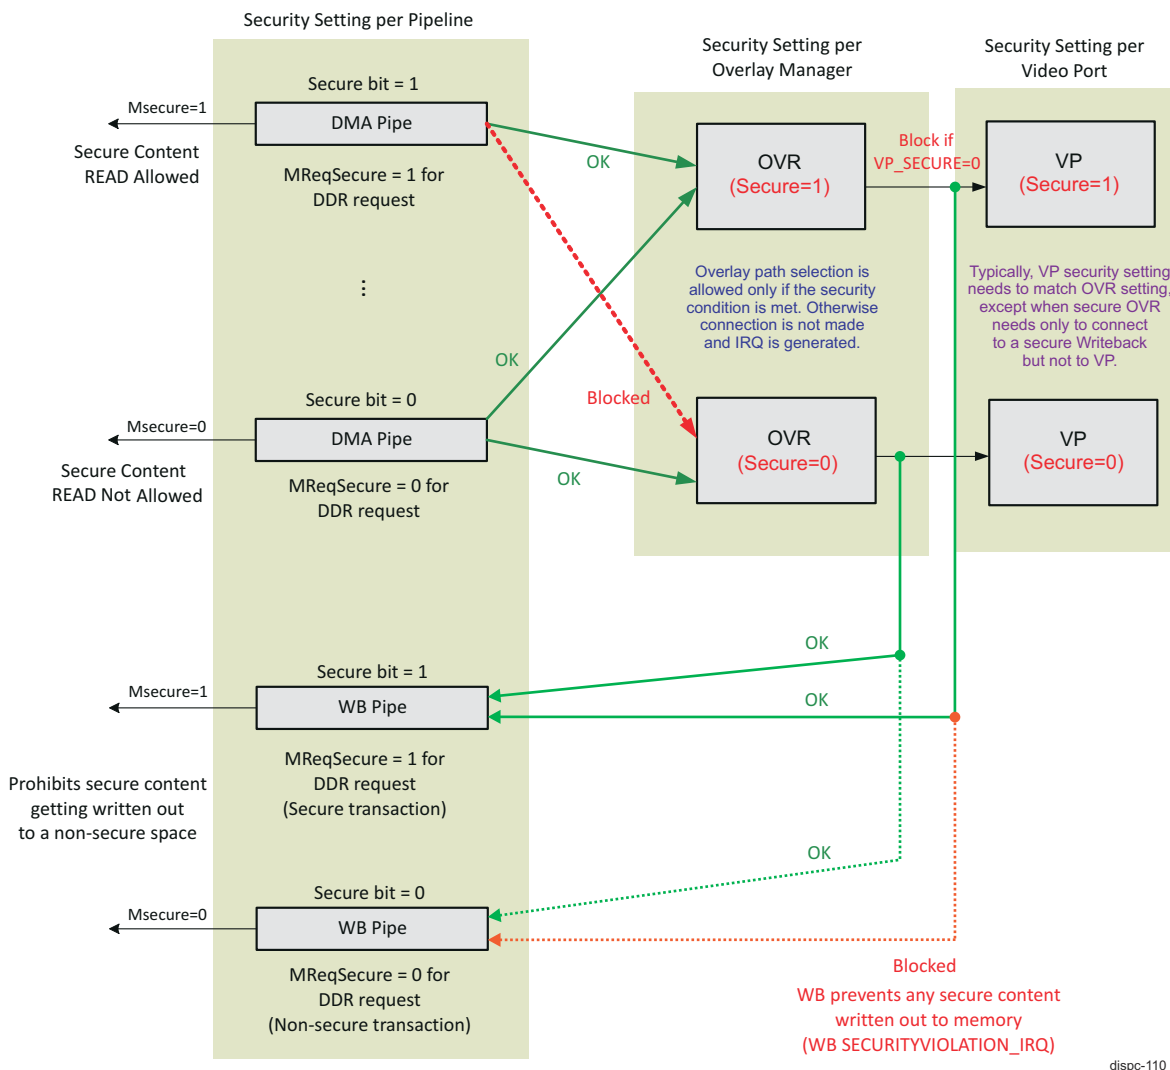 Security Setting per Pipeline
Security Setting per
Overlay Manager
Security Setting per
Video Port
Secure bit = 1
Msecure=1
DMA Pipe
Secure Content
READ Allowed
MReqSecure = 1 for
DDR request
OK
OVR
(Secure=1)
Block if
VP_SECURE=0
VP
(Secure=1)
Overlay path selection is
allowed only if the security
condition is met. Otherwise
connection is not made
and IRQ is generated.
Typically, VP security setting
needs to match OVR setting,
except when secure OVR
needs only to connect
to a secure Writeback
but not to VP.
...
OK
Blocked
Secure bit = 0
Msecure=0
DMA Pipe
Secure Content
READ Not Allowed
MReqSecure = 0 for
DDR request
OK
OVR
(Secure=0)
VP
(Secure=0)
OK
Secure bit = 1
Msecure=1
WB Pipe
OK
MReqSecure = 1 for
DDR request
(Secure transaction)
Prohibits secure content
getting written out
to a non-secure space
OK
Secure bit = 0
Msecure=0
WB Pipe
MReqSecure = 0 for
DDR request
(Non-secure transaction)
Blocked
WB prevents any secure content
written out to memory
(WB SECURITYVIOLATION_IRQ)
dispc-110